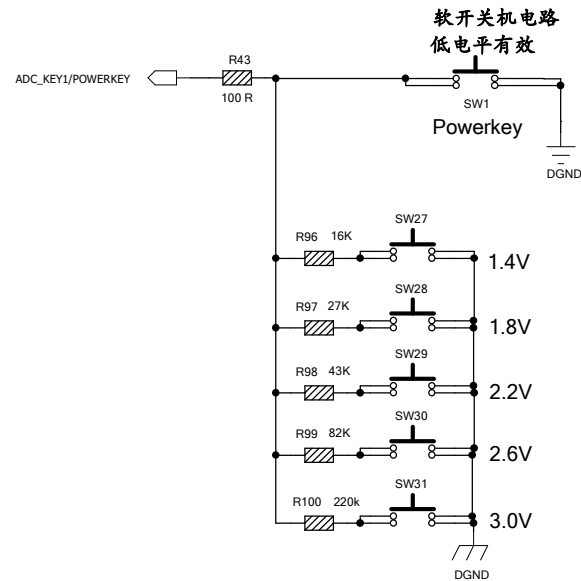 软开关机电路
低电平有效
R43
ADC_KEY1/POWERKEY
100 R
SW1
Powerkey
DGND
SW27
R96 16K
1.4V
SW28
R97 27K
1.8V
SW29
R98 43K
2.2V
SW30
R99 82K
2.6V
SW31
R100 220k
3.0V
DGND